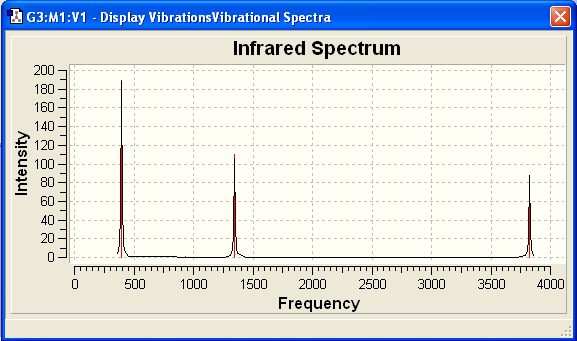 G3:M1:V1 - Display VibrationsVibrational Spectra
Infrared Spectrum
200
180
160
140
120
100
80
60
40
20
0
Intensity
0 500 1000 1500 2000 2500 3000 3500 4000
Frequency